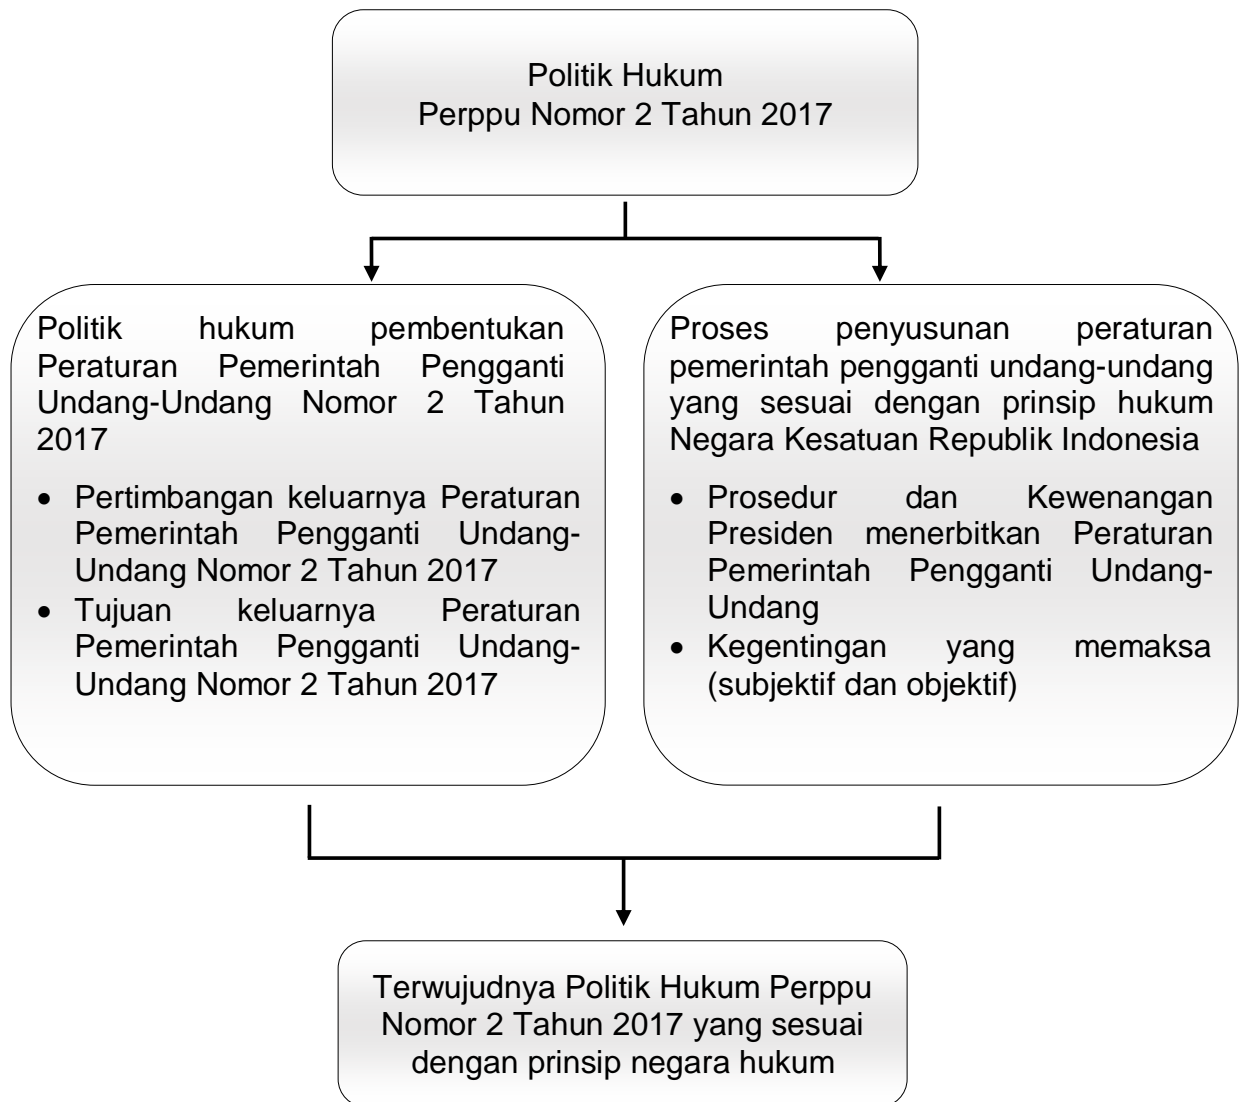 Politik Hukum
Perppu Nomor 2 Tahun 2017
Politik hukum pembentukan
Peraturan Pemerintah Pengganti
Undang-Undang Nomor 2 Tahun
2017
• Pertimbangan keluarnya Peraturan
Pemerintah Pengganti Undang-
Undang Nomor 2 Tahun 2017
• Tujuan keluarnya Peraturan
Pemerintah Pengganti Undang-
Undang Nomor 2 Tahun 2017
Proses penyusunan peraturan
pemerintah pengganti undang-undang
yang sesuai dengan prinsip hukum
Negara Kesatuan Republik Indonesia
• Prosedur dan Kewenangan
Presiden menerbitkan Peraturan
Pemerintah Pengganti Undang-
Undang
• Kegentingan yang memaksa
(subjektif dan objektif)
Terwujudnya Politik Hukum Perppu
Nomor 2 Tahun 2017 yang sesuai
dengan prinsip negara hukum